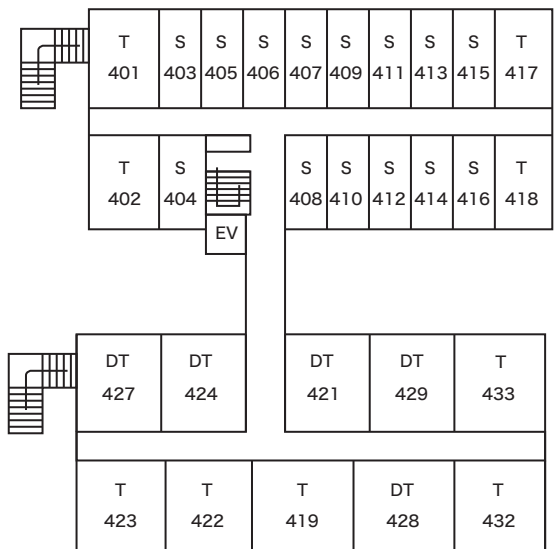 T S S S S S S S S T
401 403 405 406 407 409 411 413 415 417
T S S S S S S T
402 404 408 410 412 414 416 418
EV
DT DT DT DT T
427 424 421 429 433
T T T DT T
423 422 419 428 432